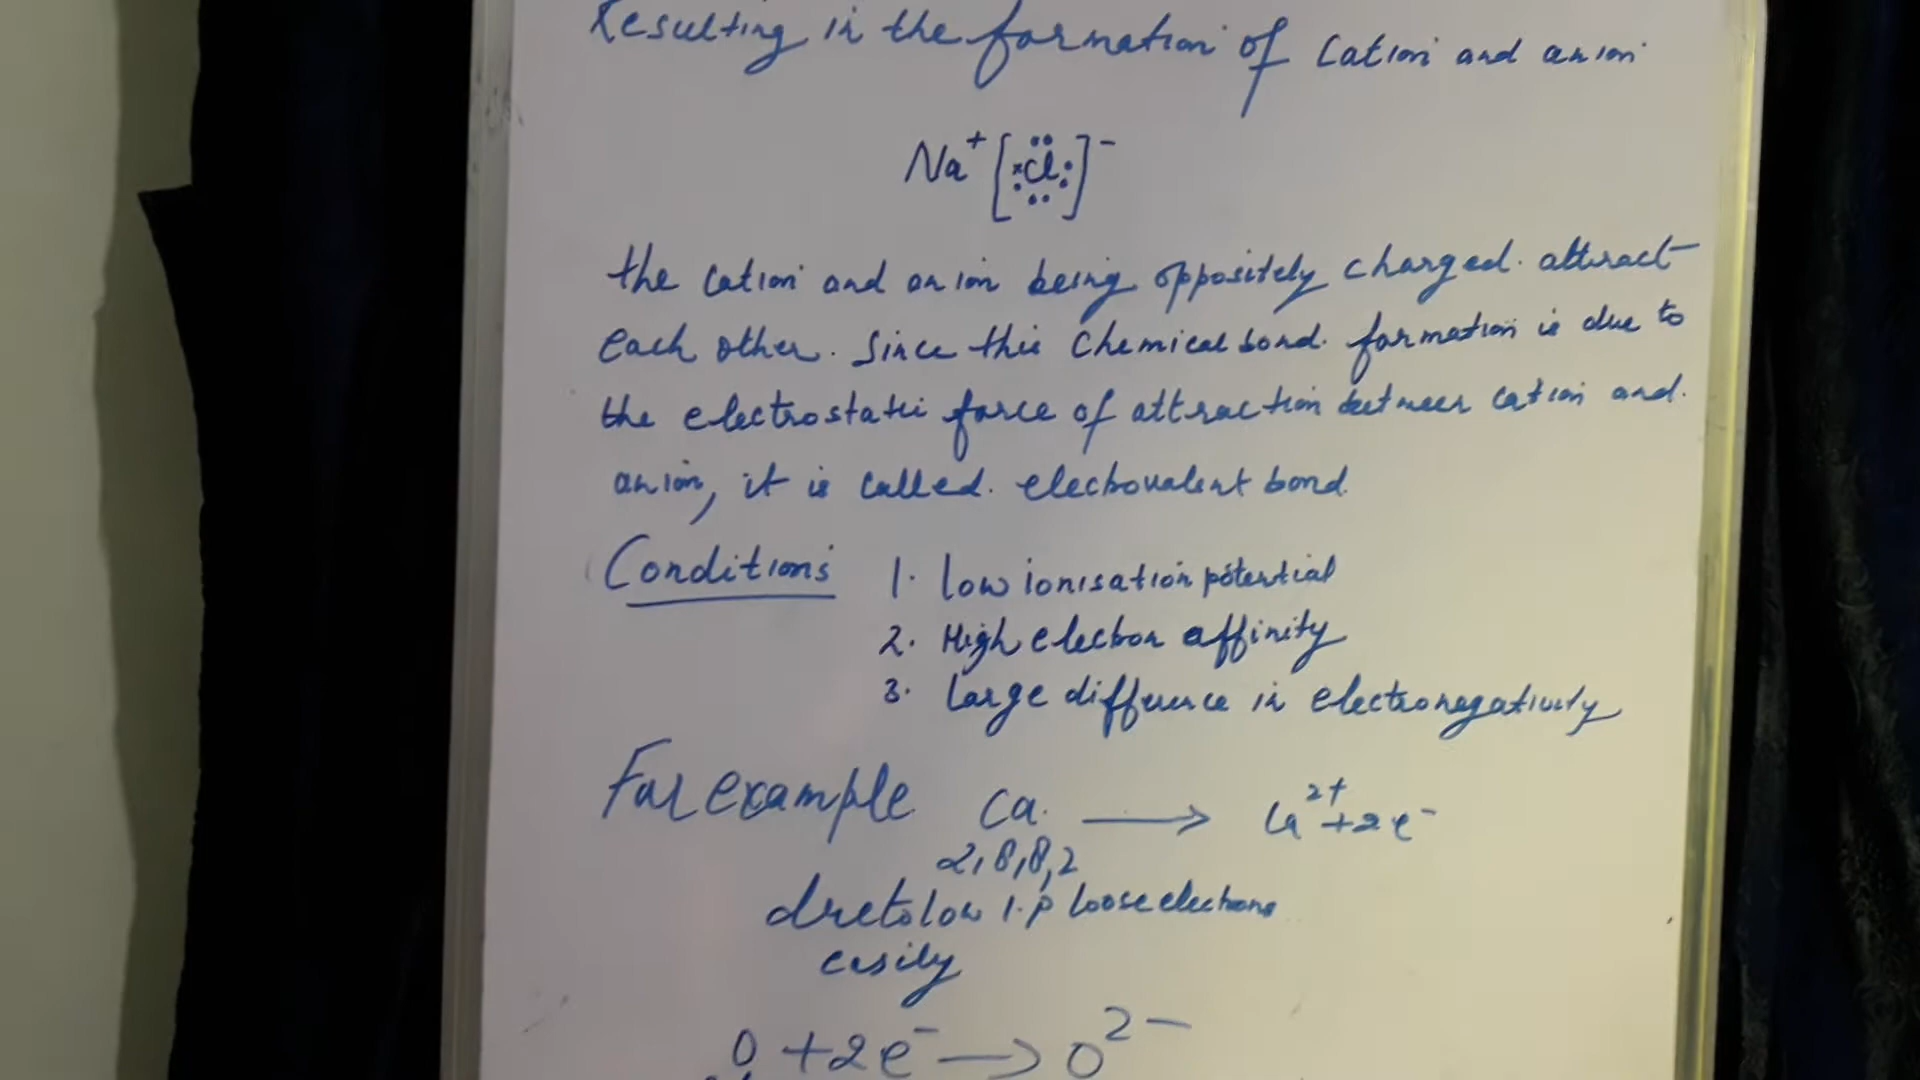 Resulting in the formation of Cation and anion
Na⁺[:Cl:]⁻
the Cation and anion being oppositely charged. attract
each other. Since this Chemical bond. formation is due to
the electrostatic force of attraction between cation and.
anion, it is called. electrovalent bond.
Conditions 1. low ionisation potential
2. High electron affinity
3. large difference in electronegativity
For example Ca. → Ca²⁺+2e⁻
2,8,8,2
due to low I.P loose electrons
easily
O +2e⁻ → O²⁻